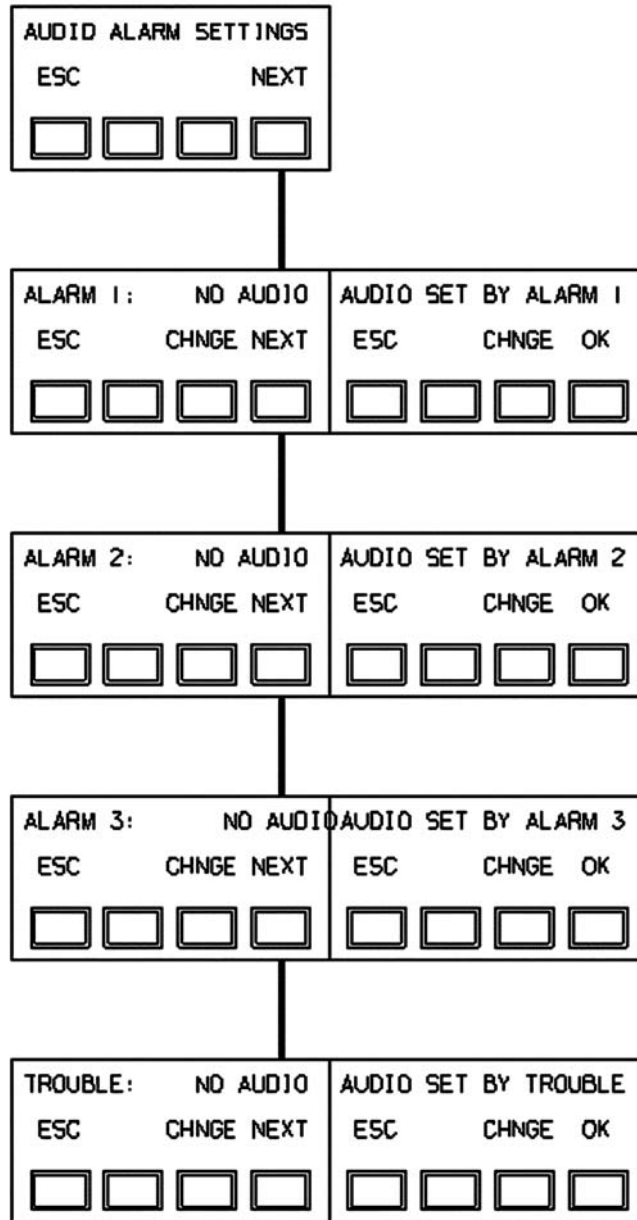 AUDIO ALARM SETTINGS
ESC NEXT
ALARM 1: NO AUDIO
ESC CHNGE NEXT
AUDIO SET BY ALARM 1
ESC CHNGE OK
ALARM 2: NO AUDIO
ESC CHNGE NEXT
AUDIO SET BY ALARM 2
ESC CHNGE OK
ALARM 3: NO AUDIO
ESC CHNGE NEXT
AUDIO SET BY ALARM 3
ESC CHNGE OK
TROUBLE: NO AUDIO
ESC CHNGE NEXT
AUDIO SET BY TROUBLE
ESC CHNGE OK